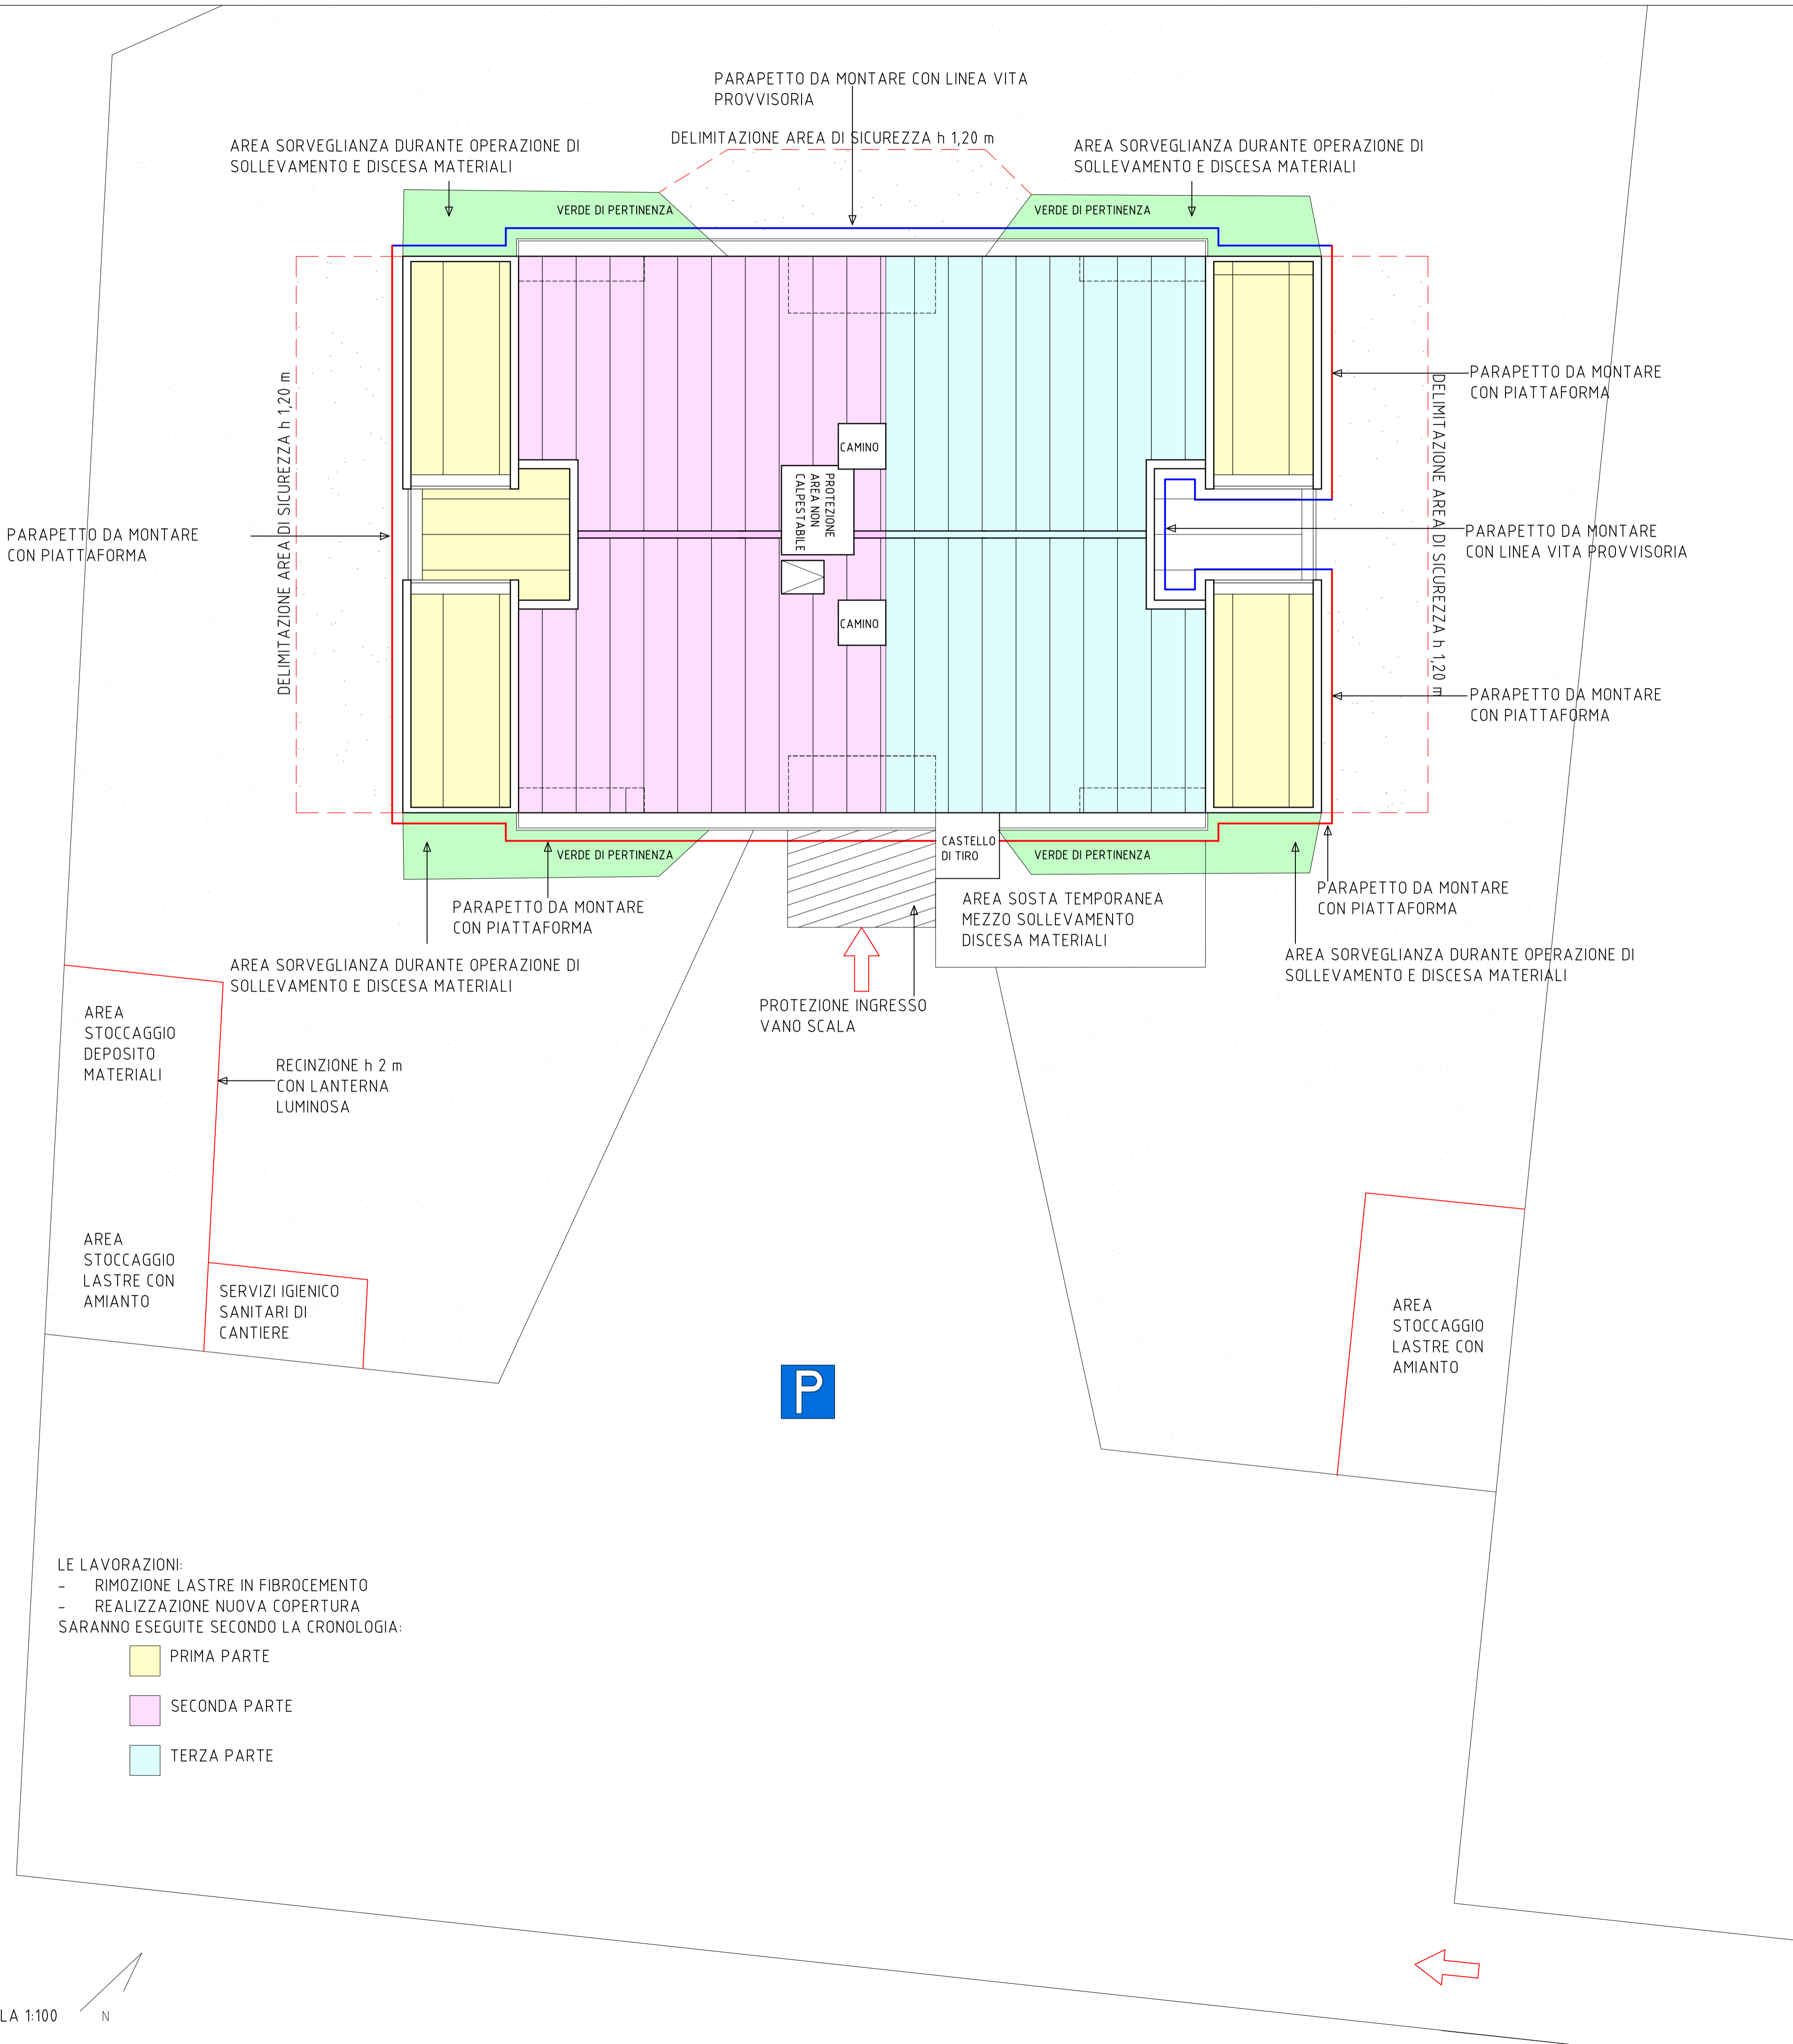 PARAPETTO DA MONTARE CON LINEA VITA
PROVVISORIA
DELIMITAZIONE AREA DI SICUREZZA h 1,20 m
AREA SORVEGLIANZA DURANTE OPERAZIONE DI
SOLLEVAMENTO E DISCESA MATERIALI
AREA SORVEGLIANZA DURANTE OPERAZIONE DI
SOLLEVAMENTO E DISCESA MATERIALI
VERDE DI PERTINENZA
VERDE DI PERTINENZA
DELIMITAZIONE AREA DI SICUREZZA h 1,20 m
DELIMITAZIONE AREA DI SICUREZZA h 1,20 m
PARAPETTO DA MONTARE
CON PIATTAFORMA
CAMINO
PROTEZIONE
AREA NON
CALPESTABILE
PARAPETTO DA MONTARE
CON PIATTAFORMA
PARAPETTO DA MONTARE
CON LINEA VITA PROVVISORIA
CAMINO
PARAPETTO DA MONTARE
CON PIATTAFORMA
VERDE DI PERTINENZA
CASTELLO
DI TIRO
VERDE DI PERTINENZA
PARAPETTO DA MONTARE
CON PIATTAFORMA
AREA SOSTA TEMPORANEA
MEZZO SOLLEVAMENTO
DISCESA MATERIALI
PARAPETTO DA MONTARE
CON PIATTAFORMA
AREA SORVEGLIANZA DURANTE OPERAZIONE DI
SOLLEVAMENTO E DISCESA MATERIALI
AREA SORVEGLIANZA DURANTE OPERAZIONE DI
SOLLEVAMENTO E DISCESA MATERIALI
PROTEZIONE INGRESSO
VANO SCALA
AREA
STOCCAGGIO
DEPOSITO
MATERIALI
RECINZIONE h 2 m
CON LANTERNA
LUMINOSA
AREA
STOCCAGGIO
LASTRE CON
AMIANTO
SERVIZI IGIENICO
SANITARI DI
CANTIERE
AREA
STOCCAGGIO
LASTRE CON
AMIANTO
P
LE LAVORAZIONI:
- RIMOZIONE LASTRE IN FIBROCEMENTO
- REALIZZAZIONE NUOVA COPERTURA
SARANNO ESEGUITE SECONDO LA CRONOLOGIA:
PRIMA PARTE
SECONDA PARTE
TERZA PARTE
LA 1:100
N